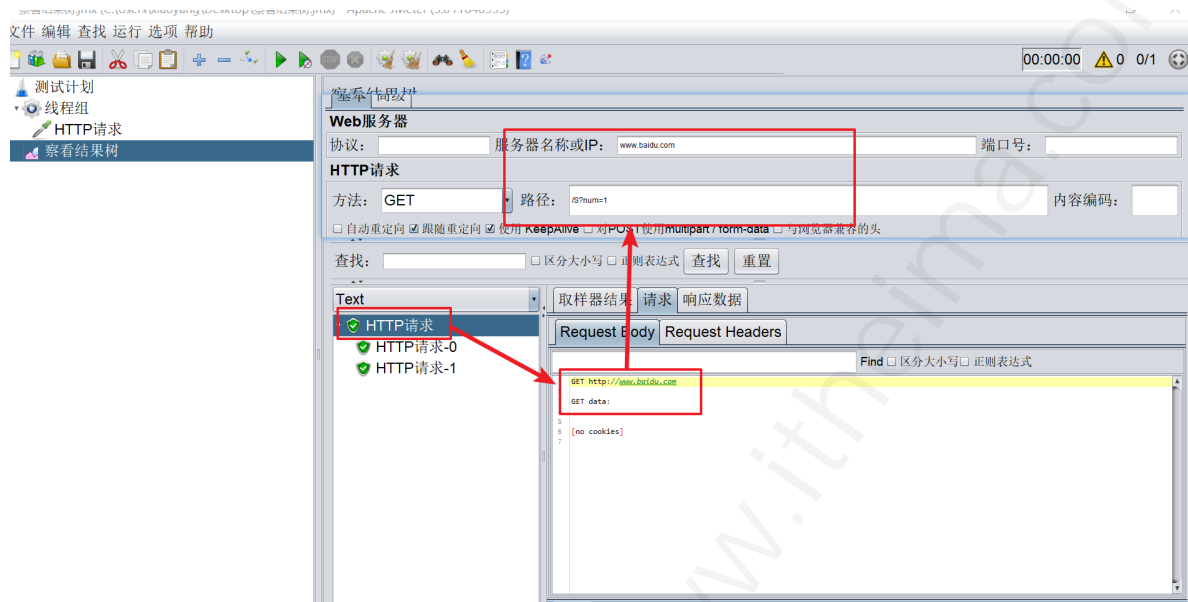 文件 编辑 查找 运行 选项 帮助
00:00:00 0 0/1
测试计划
线程组
HTTP请求
察看结果树
Web服务器
协议： 服务器名称或IP： www.baidu.com 端口号：
HTTP请求
方法： GET 路径： /S?num=1 内容编码：
自动重定向 跟随重定向 使用 KeepAlive 对POST使用multipart / form-data 与浏览器兼容的头
查找： 区分大小写 正则表达式 查找 重置
Text 取样器结果 请求 响应数据
HTTP请求
HTTP请求-0
HTTP请求-1
Request Body Request Headers
Find 区分大小写 正则表达式
GET http://www.baidu.com
GET data:
5
6 [no cookies]
7
www.itheima.co